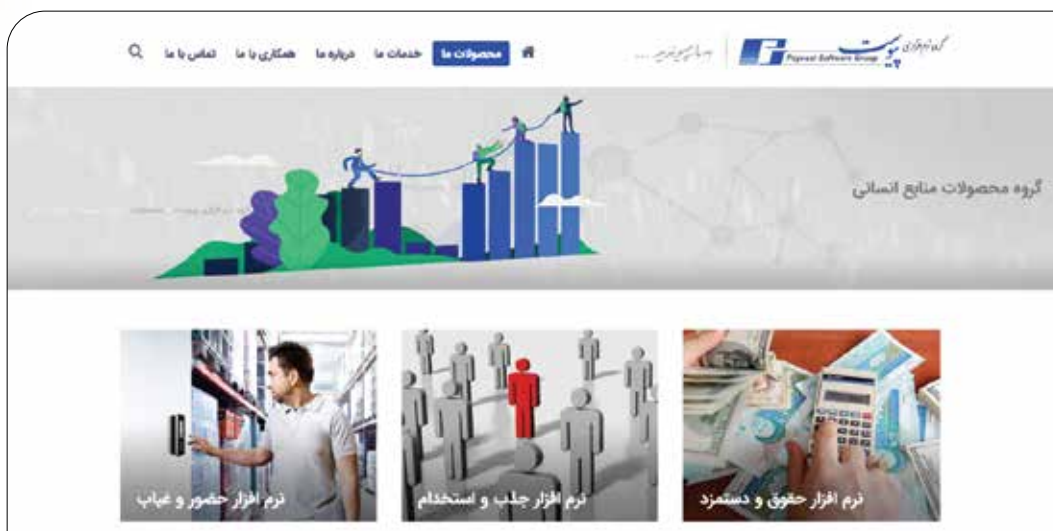 گروه نرم‌افزاری پیوست
Payvast Software Group
محصولات ما خدمات ما درباره ما همکاری با ما تماس با ما
گروه محصولات منابع انسانی
نرم افزار حقوق و دستمزد
نرم افزار جذب و استخدام
نرم افزار حضور و غیاب